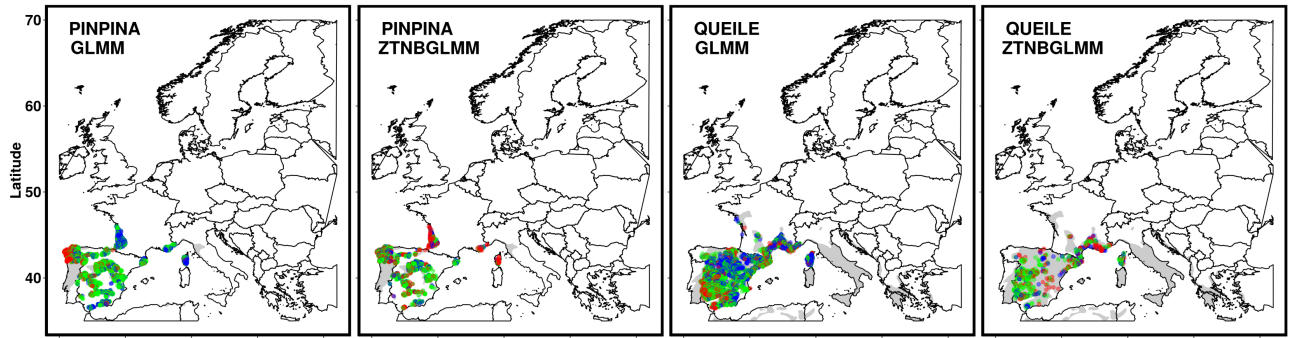 PINPINA
GLMM
PINPINA
ZTNBGLMM
QUEILE
GLMM
QUEILE
ZTNBGLMM
70
60
50
40
Latitude